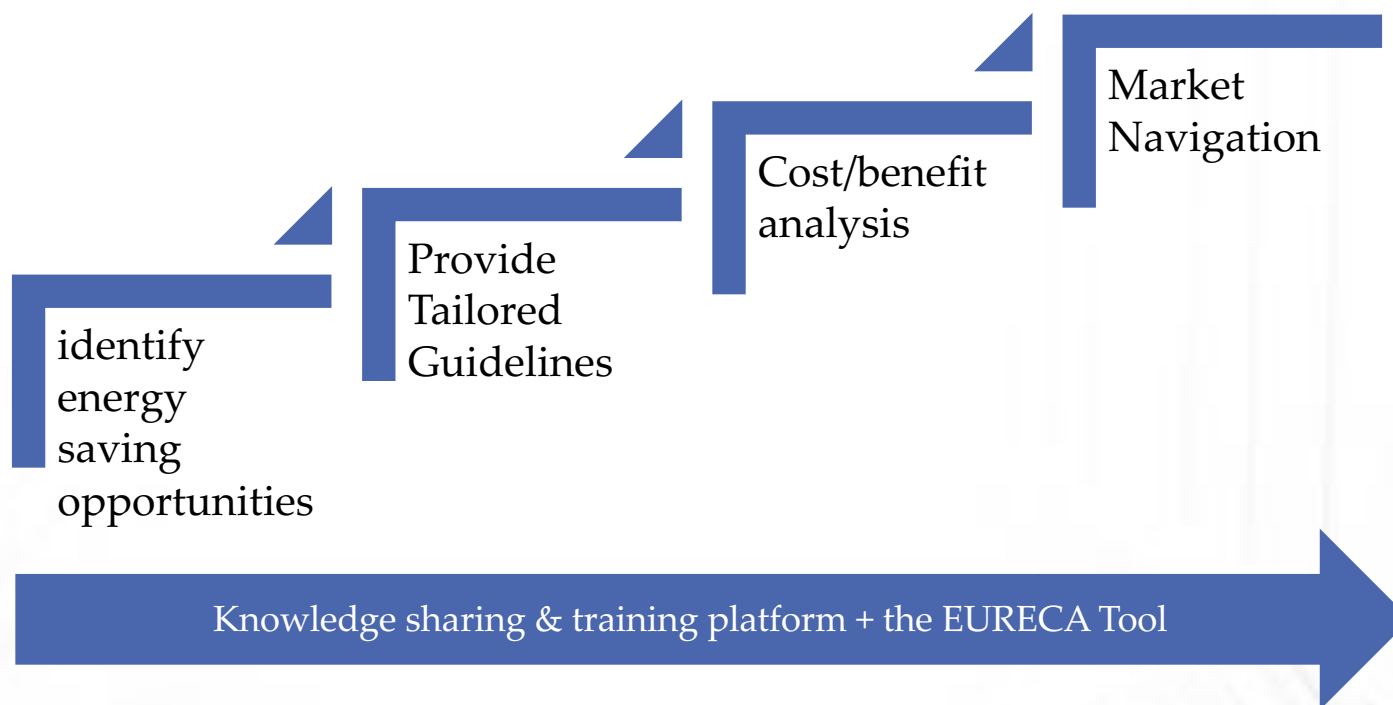 identify
energy
saving
opportunities
Provide
Tailored
Guidelines
Cost/benefit
analysis
Market
Navigation
Knowledge sharing & training platform + the EURECA Tool